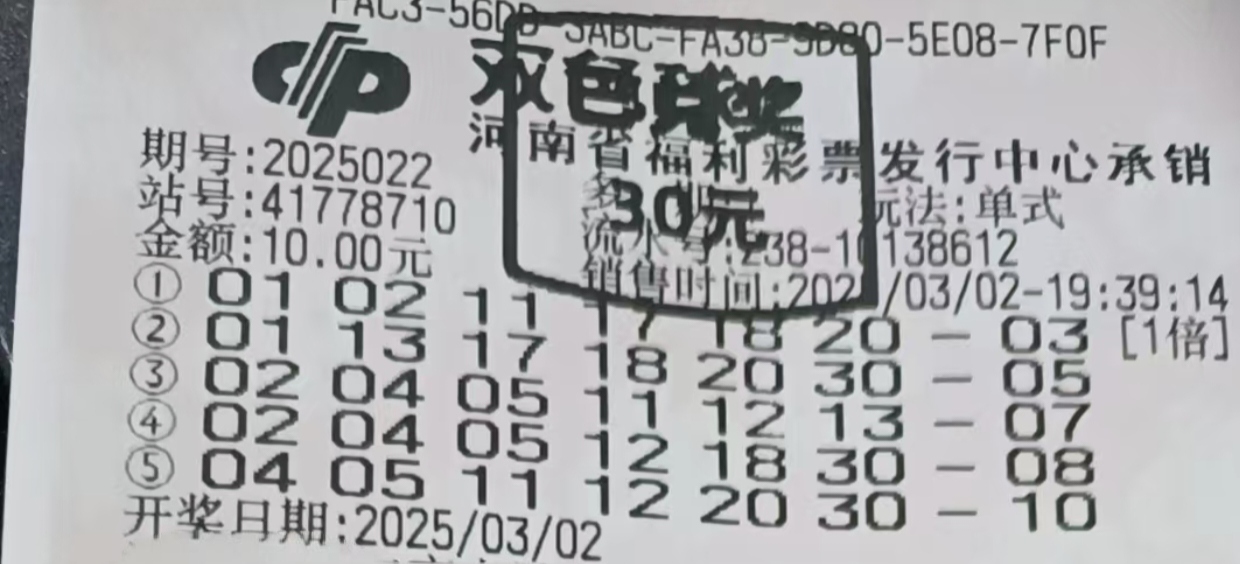 FAC3-56DD-5ABC-FA38-9D80-5E08-7F0F
双色球奖
河南省福利彩票发行中心承销
期号:2025022
站号:41778710
玩法:单式
30元
金额:10.00元
流水号:238-10138612
销售时间:2025/03/02-19:39:14
① 01 02 11 17 18 20 - 03 [1倍]
② 01 13 17 18 20 30 - 05
③ 02 04 05 11 12 13 - 07
④ 02 04 05 12 18 30 - 08
⑤ 04 05 11 12 20 30 - 10
开奖日期:2025/03/02